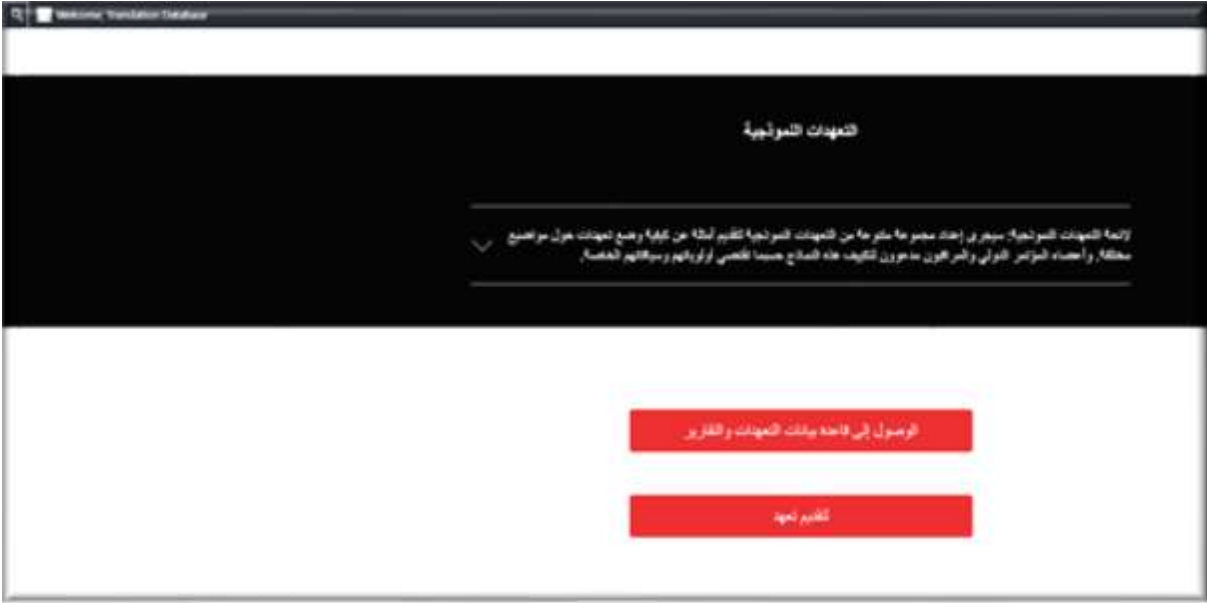 Welcome, Translation Database
التعهدات النموذجية
لائحة التعهدات النموذجية: سيجري إعداد مجموعة متنوعة من التعهدات النموذجية لتقديم أمثلة عن كيفية وضع تعهدات حول مواضيع
مختلفة. وأعضاء المؤتمر الدولي والمراقبون مدعوون لتكييف هذه النماذج حسبما تقتضي أولوياتهم وسياقاتهم الخاصة.
الوصول إلى قاعدة بيانات التعهدات والتقارير
تقديم تعهد